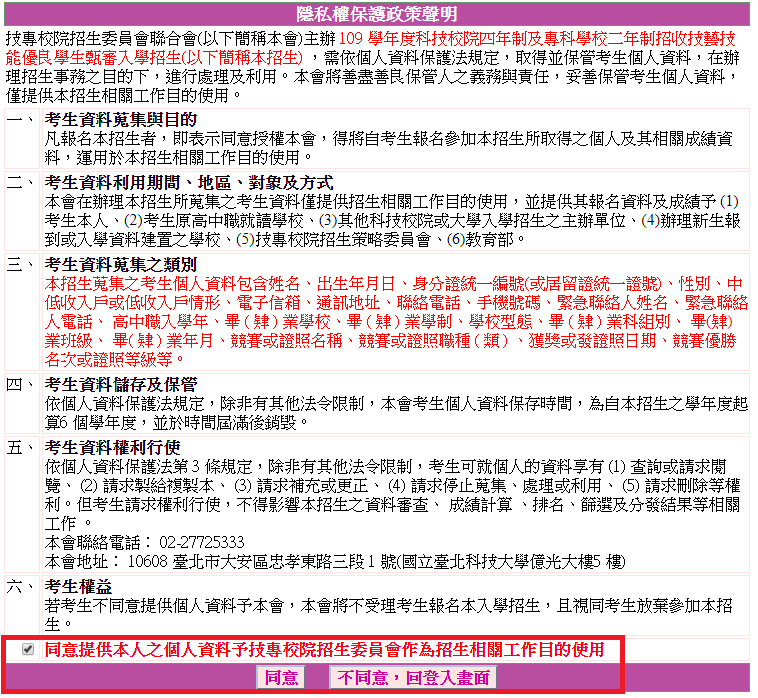 隱私權保護政策聲明
技專校院招生委員會聯合會(以下簡稱本會)主辦 109 學年度科技校院四年制及專科學校二年制招收技藝技
能優良學生甄審入學招生(以下簡稱本招生) ，需依個人資料保護法規定，取得並保管考生個人資料，在辦
理招生事務之目的下，進行處理及利用。本會將善盡善良保管人之義務與責任，妥善保管考生個人資料，
僅提供本招生相關工作目的使用。
一、 考生資料蒐集與目的
凡報名本招生者，即表示同意授權本會，得將自考生報名參加本招生所取得之個人及其相關成績資
料，運用於本招生相關工作目的使用。
二、 考生資料利用期間、地區、對象及方式
本會在辦理本招生所蒐集之考生資料僅提供招生相關工作目的使用，並提供其報名資料及成績予 (1)
考生本人、(2)考生原高中職就讀學校、(3)其他科技校院或大學入學招生之主辦單位、(4)辦理新生報
到或入學資料建置之學校、(5)技專校院招生策略委員會、(6)教育部。
三、 考生資料蒐集之類別
本招生蒐集之考生個人資料包含姓名、出生年月日、身分證統一編號(或居留證統一證號)、性別、中
低收入戶或低收入戶情形、電子信箱、通訊地址、聯絡電話、手機號碼、緊急聯絡人姓名、緊急聯絡
人電話、 高中職入學年、畢 ( 肄 ) 業學校、畢 ( 肄 ) 業學制、學校型態、畢 ( 肄 ) 業科組別、 畢(肄)
業班級、 畢 ( 肄 ) 業年月、競賽或證照名稱、競賽或證照職種 ( 類 ) 、獲獎或發證照日期、競賽優勝
名次或證照等級等。
四、 考生資料儲存及保管
依個人資料保護法規定，除非有其他法令限制，本會考生個人資料保存時間，為自本招生之學年度起
算6 個學年度，並於時間屆滿後銷毀。
五、 考生資料權利行使
依個人資料保護法第 3 條規定，除非有其他法令限制，考生可就個人的資料享有 (1) 查詢或請求閱
覽、 (2) 請求製給複製本、 (3) 請求補充或更正、 (4) 請求停止蒐集、處理或利用、 (5) 請求刪除等權
利。但考生請求權利行使，不得影響本招生之資料審查、 成績計算 、排名、篩選及分發結果等相關
工作 。
本會聯絡電話： 02-27725333
本會地址： 10608 臺北市大安區忠孝東路三段 1 號(國立臺北科技大學億光大樓5 樓)
六、 考生權益
若考生不同意提供個人資料予本會，本會將不受理考生報名本入學招生，且視同考生放棄參加本招
生。
同意提供本人之個人資料予技專校院招生委員會作為招生相關工作目的使用
同意 不同意，回登入畫面